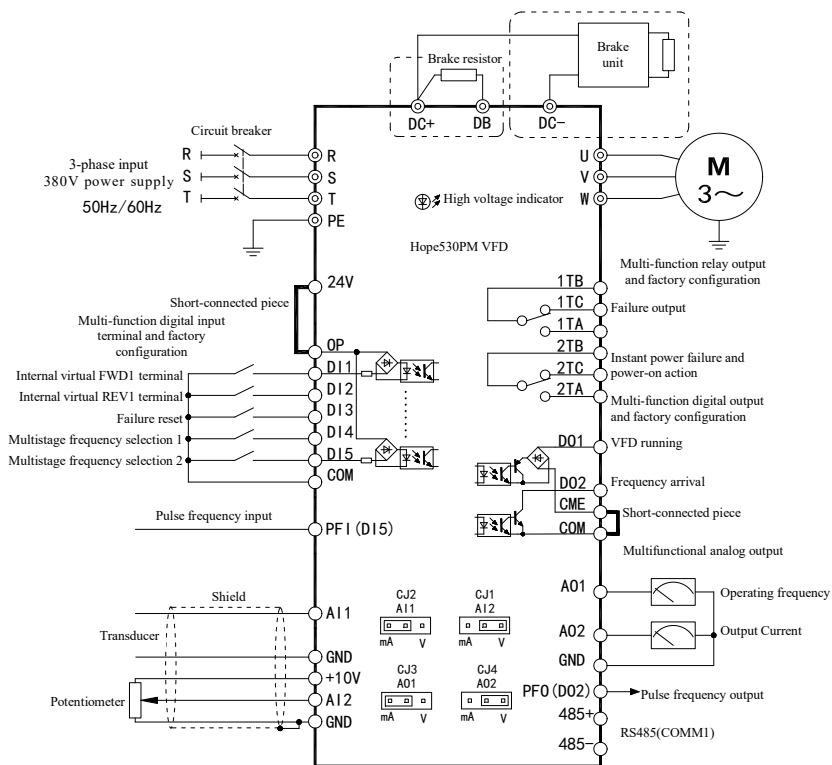 Brake resistor
Brake
unit
DC+
DB
DC-
Circuit breaker
3-phase input
380V power supply
50Hz/60Hz
R
S
T
R
S
T
PE
U
V
W
M
3～
High voltage indicator
Hope530PM VFD
24V
Short-connected piece
Multi-function digital input
terminal and factory
configuration
OP
Internal virtual FWD1 terminal
DI1
Internal virtual REV1 terminal
DI2
Failure reset
DI3
Multistage frequency selection 1
DI4
Multistage frequency selection 2
DI5
COM
Pulse frequency input
PFI(DI5)
Shield
AI1
Transducer
GND
+10V
Potentiometer
AI2
GND
CJ2
AI1
mA V
CJ1
AI2
mA V
CJ3
AO1
mA V
CJ4
AO2
mA V
Multi-function relay output
and factory configuration
1TB
1TC
Failure output
1TA
2TB
Instant power failure and
power-on action
2TC
2TA
Multi-function digital output
and factory configuration
DO1
VFD running
DO2
Frequency arrival
CME
Short-connected piece
COM
Multifunctional analog output
AO1
Operating frequency
AO2
Output Current
GND
PFO(DO2)
Pulse frequency output
485+
RS485(COMM1)
485-